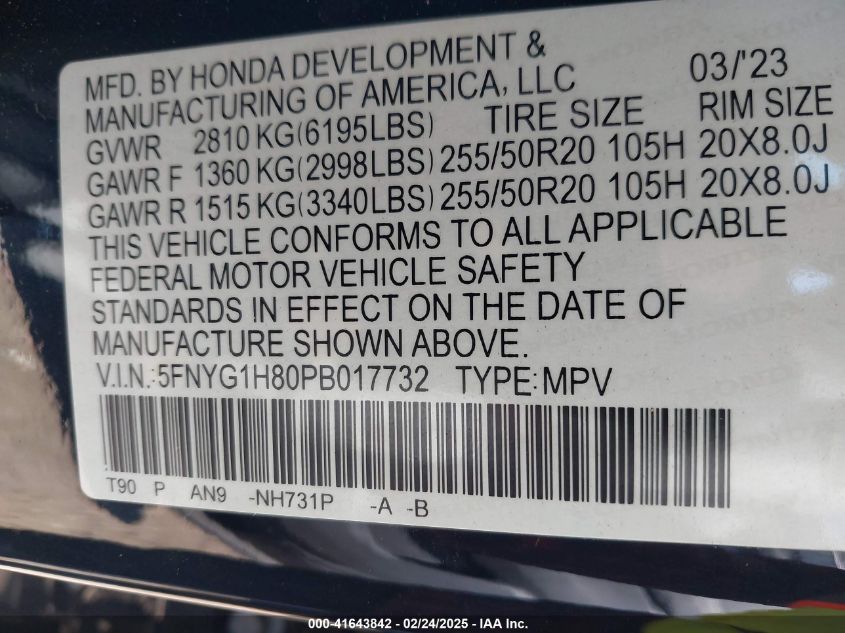 MFD. BY HONDA DEVELOPMENT & 03/'23
MANUFACTURING OF AMERICA, LLC
GVWR 2810 KG(6195LBS) TIRE SIZE RIM SIZE
GAWR F 1360 KG(2998LBS) 255/50R20 105H 20X8.0J
GAWR R 1515 KG(3340LBS) 255/50R20 105H 20X8.0J
THIS VEHICLE CONFORMS TO ALL APPLICABLE
FEDERAL MOTOR VEHICLE SAFETY
STANDARDS IN EFFECT ON THE DATE OF
MANUFACTURE SHOWN ABOVE.
V.I.N.:5FNYG1H80PB017732 TYPE:MPV
T90 P AN9 -NH731P -A -B
000-41643842 - 02/24/2025 - IAA Inc.